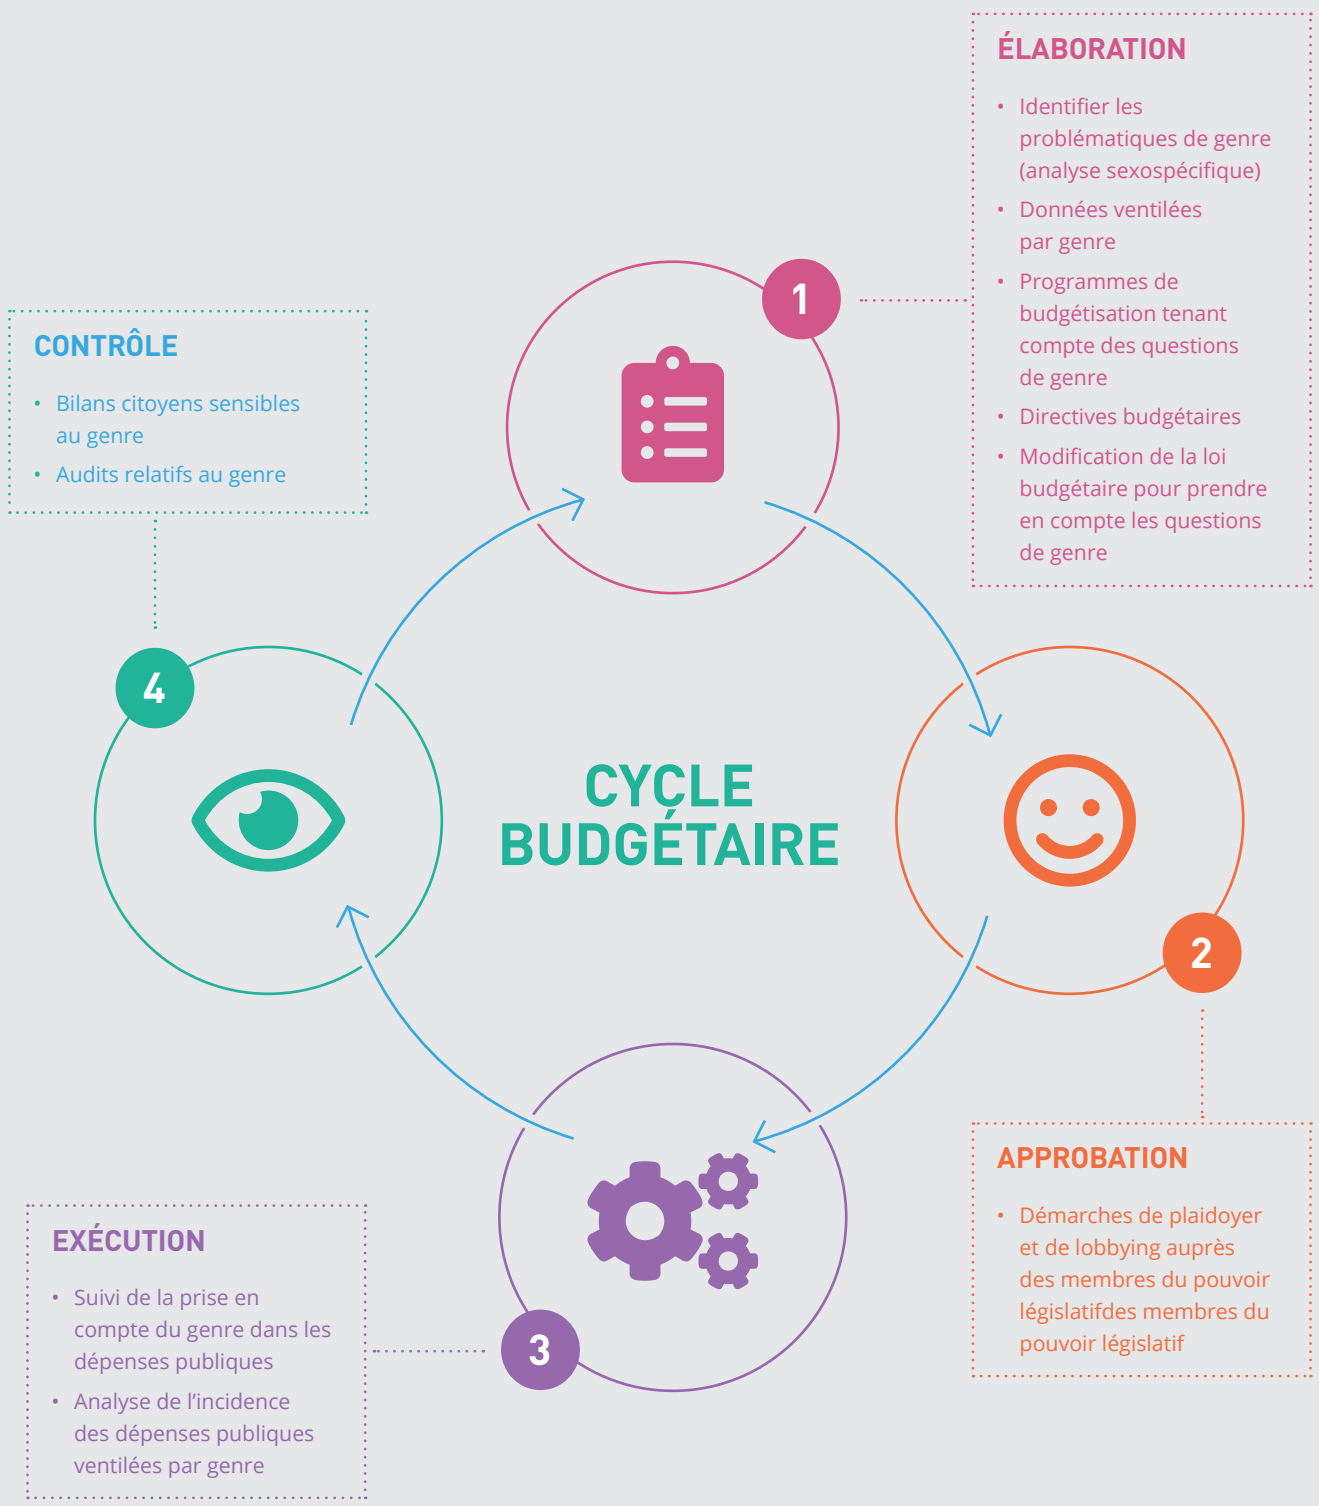 ÉLABORATION
• Identifier les
problématiques de genre
(analyse sexospécifique)
• Données ventilées
par genre
• Programmes de
budgétisation tenant
compte des questions
de genre
• Directives budgétaires
• Modification de la loi
budgétaire pour prendre
en compte les questions
de genre
1
CONTRÔLE
• Bilans citoyens sensibles
au genre
• Audits relatifs au genre
4
CYCLE
BUDGÉTAIRE
2
APPROBATION
• Démarches de plaidoyer
et de lobbying auprès
des membres du pouvoir
législatifdes membres du
pouvoir législatif
EXÉCUTION
• Suivi de la prise en
compte du genre dans les
dépenses publiques
• Analyse de l’incidence
des dépenses publiques
ventilées par genre
3